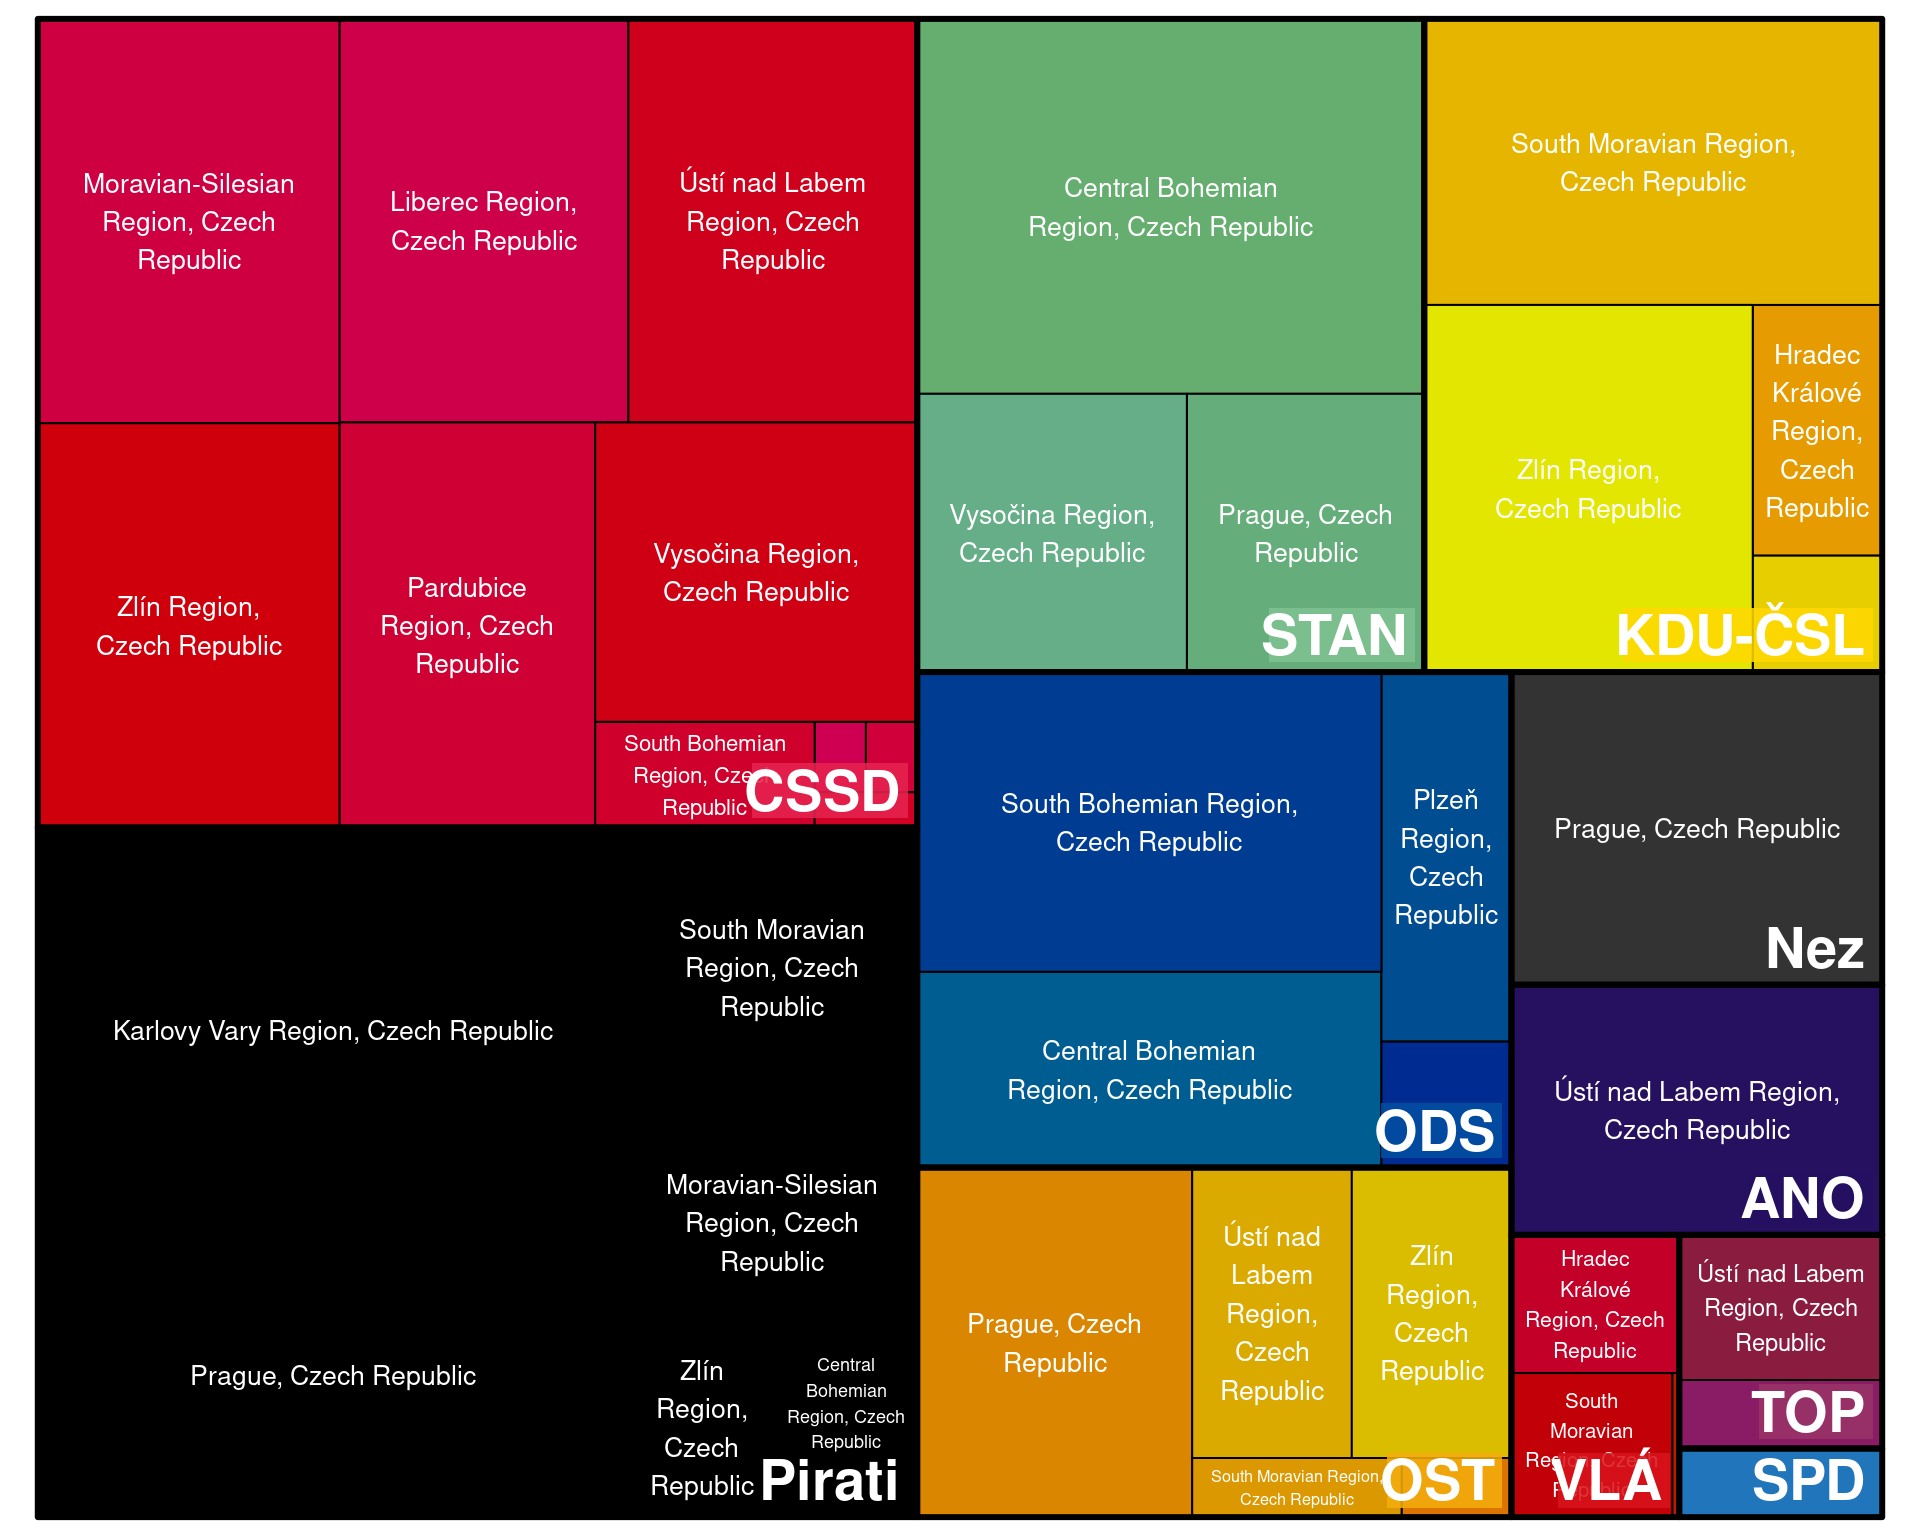 Moravian-Silesian
Region, Czech
Republic
Liberec Region,
Czech Republic
Ústí nad Labem
Region, Czech
Republic
Zlín Region,
Czech Republic
Pardubice
Region, Czech
Republic
Vysočina Region,
Czech Republic
South Bohemian
Region, Czech
Republic
CSSD
Central Bohemian
Region, Czech Republic
Vysočina Region,
Czech Republic
Prague, Czech
Republic
STAN
South Moravian Region,
Czech Republic
Zlín Region,
Czech Republic
Hradec
Králové
Region,
Czech
Republic
KDU-ČSL
Karlovy Vary Region, Czech Republic
South Moravian
Region, Czech
Republic
Moravian-Silesian
Region, Czech
Republic
Prague, Czech Republic
Zlín
Region,
Czech
Republic
Central
Bohemian
Region, Czech
Republic
Pirati
South Bohemian Region,
Czech Republic
Plzeň
Region,
Czech
Republic
Central Bohemian
Region, Czech Republic
ODS
Prague, Czech Republic
Nez
Ústí nad Labem Region,
Czech Republic
ANO
Prague, Czech
Republic
Ústí nad
Labem
Region,
Czech
Republic
Zlín
Region,
Czech
Republic
South Moravian Region,
Czech Republic
OST
Hradec
Králové
Region, Czech
Republic
South
Moravian
Region, Czech
Republic
VLÁ
Ústí nad Labem
Region, Czech
Republic
TOP
SPD